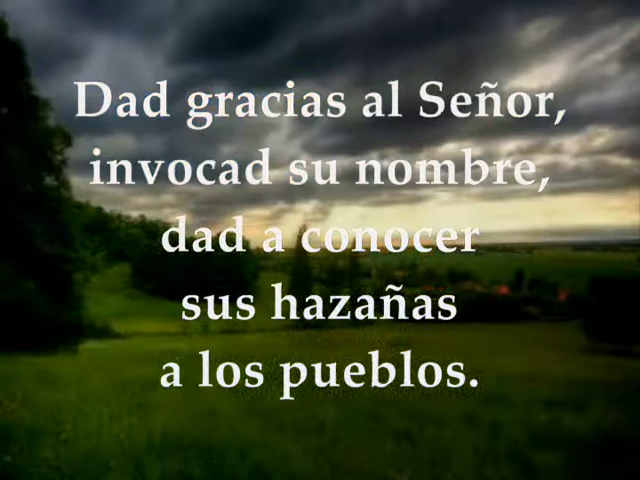 Dad gracias al Señor,
invocad su nombre,
dad a conocer
sus hazañas
a los pueblos.